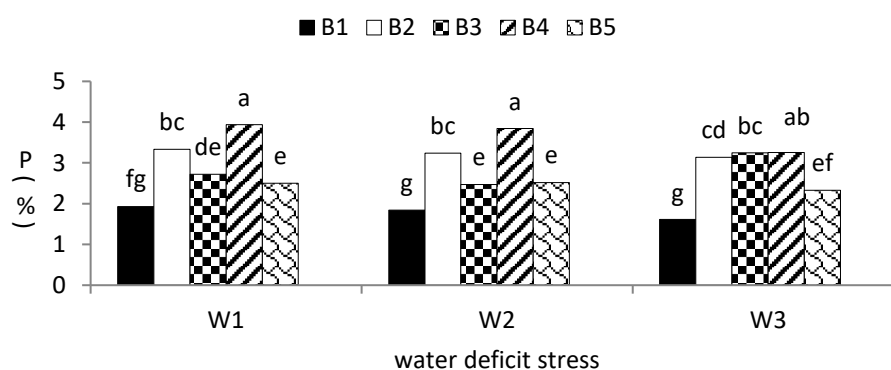 B1 B2 B3 B4 B5
P (%)
5
4
3
2
1
0
fg bc de a e
g bc e a e
g cd bc ab ef
W1 W2 W3
water deficit stress